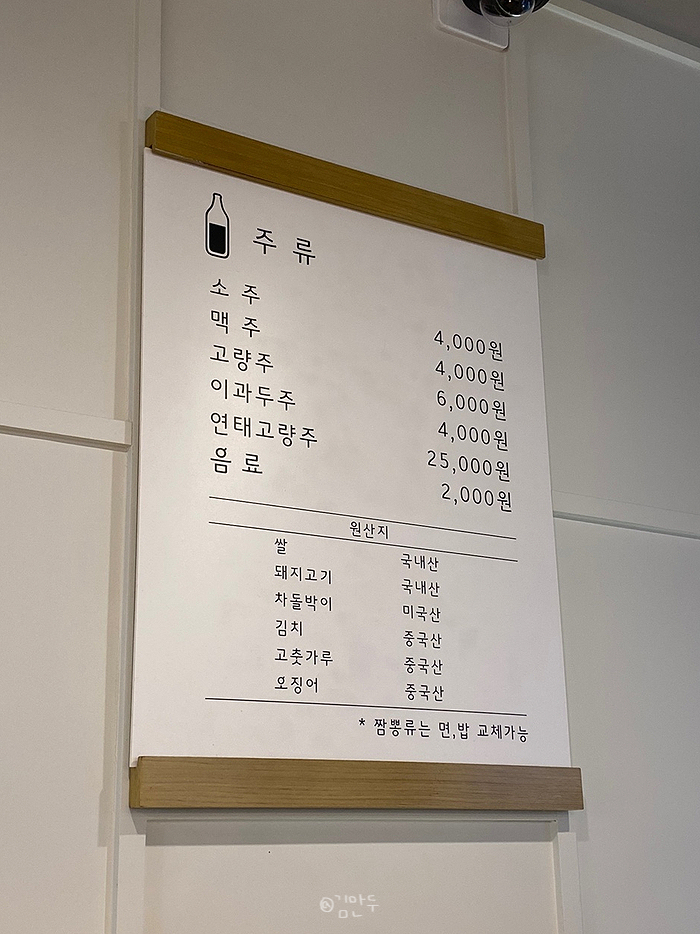 주류
소주 4,000원
맥주 4,000원
고량주 6,000원
이과두주 4,000원
연태고량주 25,000원
음료 2,000원
원산지
쌀 국내산
돼지고기 국내산
차돌박이 미국산
김치 중국산
고춧가루 중국산
오징어 중국산
* 짬뽕류는 면,밥 교체가능
김만두